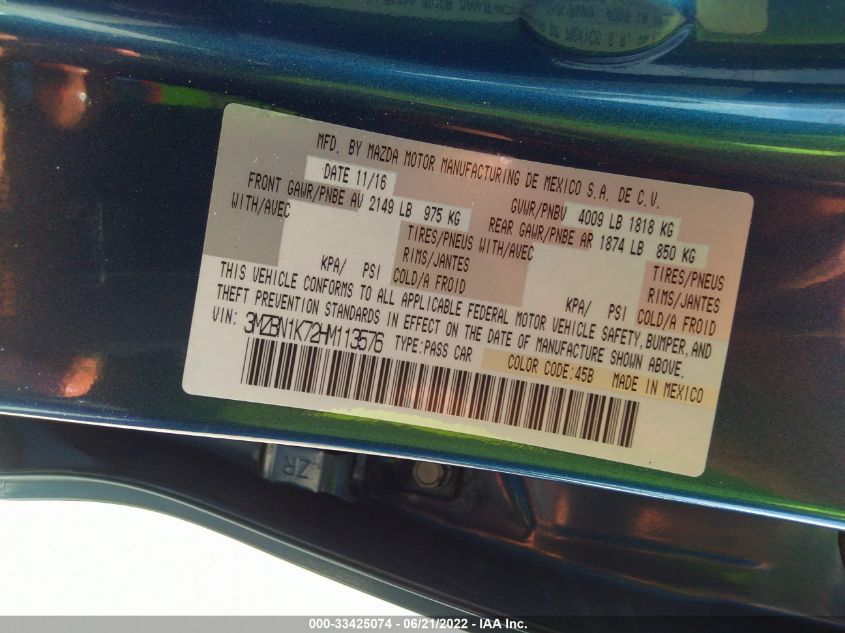 MFD. BY MAZDA MOTOR MANUFACTURING DE MEXICO S.A. DE C.V.
DATE 11/16
GVWR/PNBV 4009 LB 1818 KG
FRONT GAWR/PNBE AV 2149 LB 975 KG
REAR GAWR/PNBE AR 1874 LB 850 KG
WITH/AVEC
TIRES/PNEUS
WITH/AVEC
TIRES/PNEUS
RIMS/JANTES
RIMS/JANTES
KPA/ PSI COLD/A FROID
KPA/ PSI COLD/A FROID
THIS VEHICLE CONFORMS TO ALL APPLICABLE FEDERAL MOTOR VEHICLE SAFETY, BUMPER, AND
THEFT PREVENTION STANDARDS IN EFFECT ON THE DATE OF MANUFACTURE SHOWN ABOVE.
VIN: 3MZBN1K72HM113576 TYPE:PASS CAR
COLOR CODE:45B MADE IN MEXICO
ZR
000-33425074 - 06/21/2022 - IAA Inc.